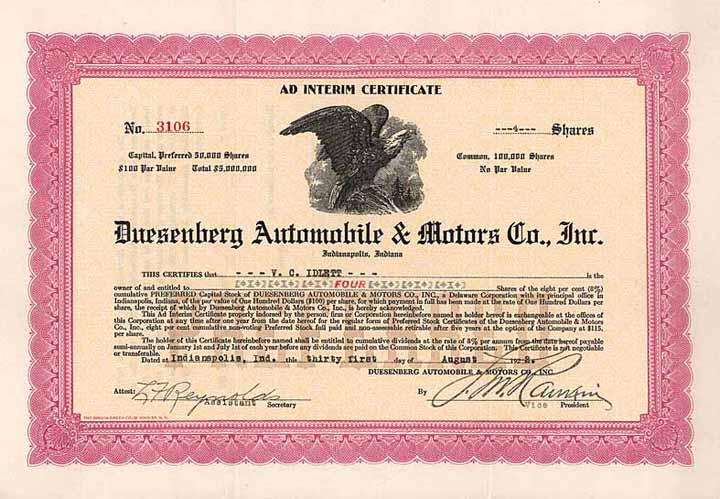 AD INTERIM CERTIFICATE
No. 3106
---4--- Shares
Capital, Preferred 50,000 Shares
$100 Par Value Total $5,000,000
Common, 100,000 Shares
No Par Value
Duesenberg Automobile & Motors Co., Inc.
Indianapolis, Indiana
THIS CERTIFIES that --- V. C. IDLETT --- is the
owner of and entitled to FOUR Shares of the eight per cent (8%)
cumulative PREFERRED Capital Stock of DUESENBERG AUTOMOBILE & MOTORS CO., INC., a Delaware Corporation with its principal office in
Indianapolis, Indiana, of the par value of One Hundred Dollars ($100) per share, for which payment in full has been made at the rate of One Hundred Dollars per
share, the receipt of which by Duesenberg Automobile & Motors Co., Inc., is hereby acknowledged.
This Ad Interim Certificate properly indorsed by the person, firm or Corporation hereinbefore named as holder hereof is exchangeable at the offices of
this Corporation at any time after one year from the date hereof for the regular form of Preferred Stock Certificates of the Duesenberg Automobile & Motors
Co., Inc., eight per cent cumulative non-voting Preferred Stock full paid and non-assessable retirable after five years at the option of the Company at $115.
per share.
The holder of this certificate hereinbefore named shall be entitled to cumulative dividends at the rate of 8% per annum from the date hereof payable
semi-annually on January 1st and July 1st of each year before any dividends are paid on the Common Stock of this Corporation. This Certificate is not negotiable
or transferable.
Dated at Indianapolis, Ind. this thirty first day of August 1922.
DUESENBERG AUTOMOBILE & MOTORS CO., INC.
Attest: L F Reynolds
By J. M. Rankin
Assistant Secretary
Vice President